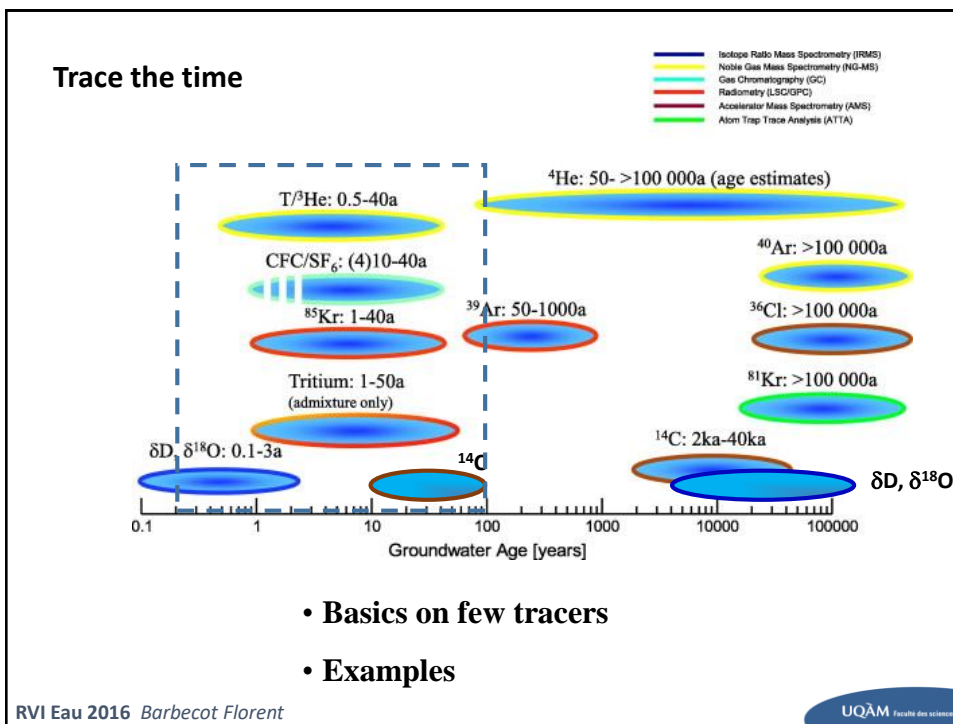 Trace the time
Isotope Ratio Mass Spectrometry (IRMS)
Noble Gas Mass Spectrometry (NG-MS)
Gas Chromatography (GC)
Radiometry (LSC/GPC)
Accelerator Mass Spectrometry (AMS)
Atom Trap Trace Analysis (ATTA)
⁴He: 50- >100 000a (age estimates)
T/³He: 0.5-40a
CFC/SF₆: (4)10-40a
⁴⁰Ar: >100 000a
⁸⁵Kr: 1-40a
³⁹Ar: 50-1000a
³⁶Cl: >100 000a
Tritium: 1-50a
(admixture only)
⁸¹Kr: >100 000a
δD, δ¹⁸O: 0.1-3a
¹⁴C
¹⁴C: 2ka-40ka
δD, δ¹⁸O
0.1 1 10 100 1000 10000 100000
Groundwater Age [years]
• Basics on few tracers
• Examples
RVI Eau 2016 Barbecot Florent
UQÀM Faculté des sciences